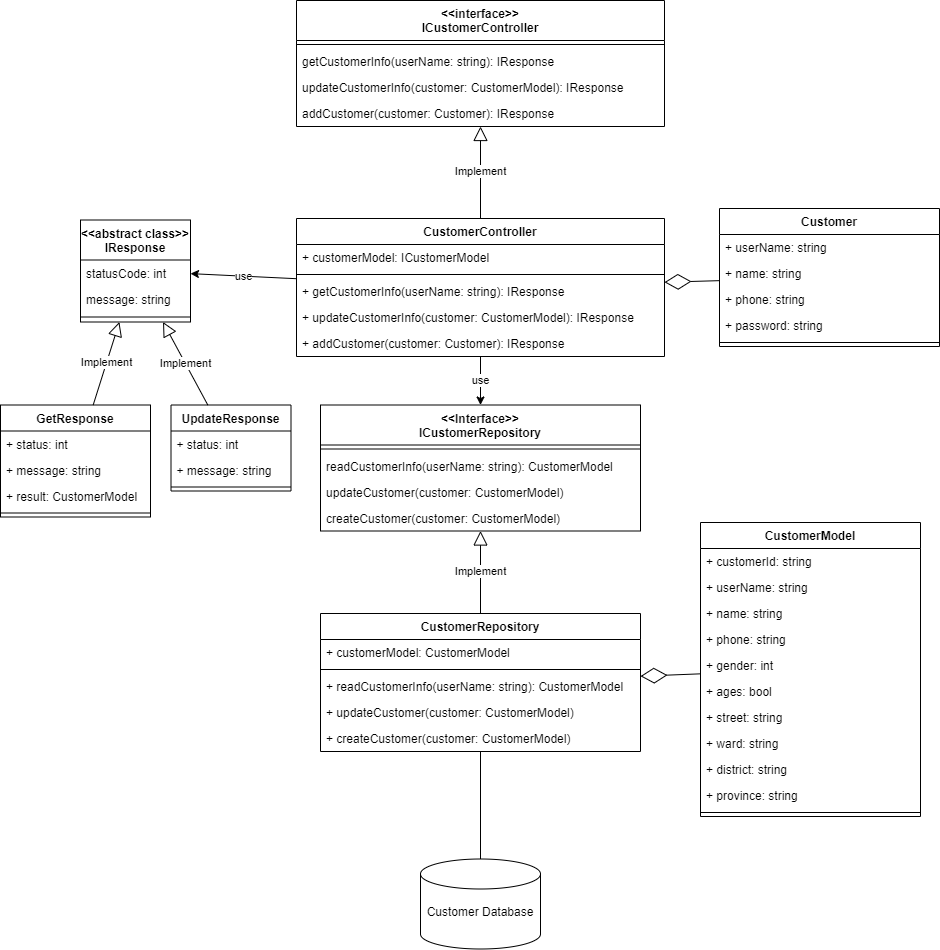 <<interface>>
ICustomerController
getCustomerInfo(userName: string): IResponse
updateCustomerInfo(customer: CustomerModel): IResponse
addCustomer(customer: Customer): IResponse
Implement
<<abstract class>>
IResponse
statusCode: int
message: string
use
CustomerController
+ customerModel: ICustomerModel
+ getCustomerInfo(userName: string): IResponse
+ updateCustomerInfo(customer: CustomerModel): IResponse
+ addCustomer(customer: Customer): IResponse
Customer
+ userName: string
+ name: string
+ phone: string
+ password: string
Implement
Implement
use
GetResponse
+ status: int
+ message: string
+ result: CustomerModel
UpdateResponse
+ status: int
+ message: string
<<Interface>>
ICustomerRepository
readCustomerInfo(userName: string): CustomerModel
updateCustomer(customer: CustomerModel)
createCustomer(customer: CustomerModel)
Implement
CustomerRepository
+ customerModel: CustomerModel
+ readCustomerInfo(userName: string): CustomerModel
+ updateCustomer(customer: CustomerModel)
+ createCustomer(customer: CustomerModel)
CustomerModel
+ customerId: string
+ userName: string
+ name: string
+ phone: string
+ gender: int
+ ages: bool
+ street: string
+ ward: string
+ district: string
+ province: string
Customer Database